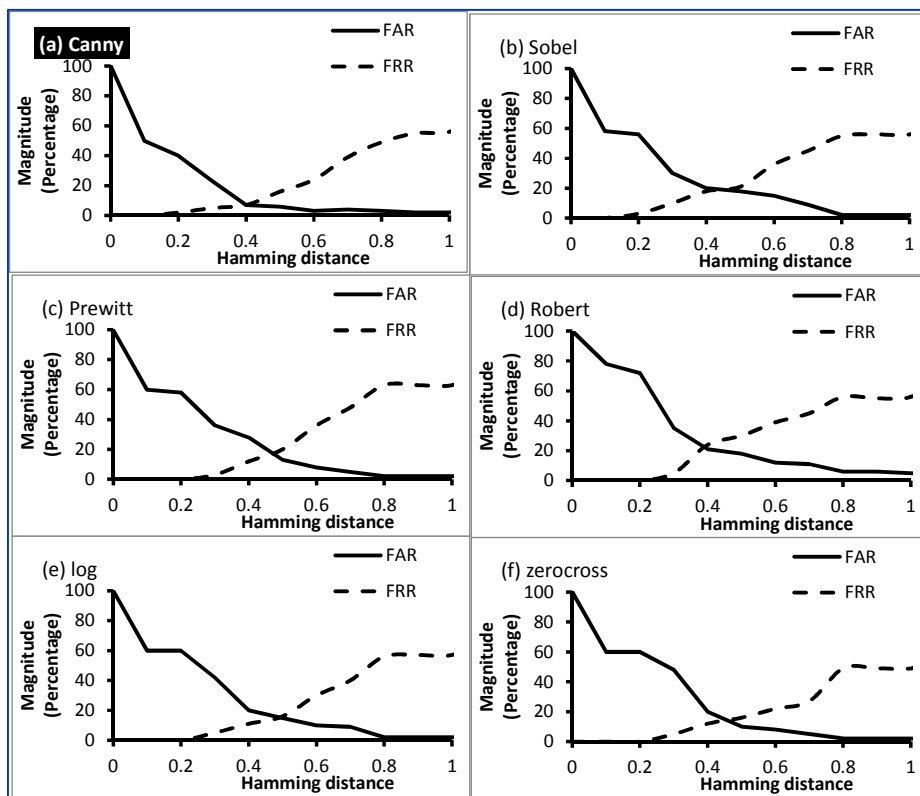 (a) Canny
FAR
FRR
Magnitude
(Percentage)
100
80
60
40
20
0
0 0.2 0.4 0.6 0.8 1
Hamming distance
(b) Sobel
FAR
FRR
Magnitude
(Percentage)
100
80
60
40
20
0
0 0.2 0.4 0.6 0.8 1
Hamming distance
(c) Prewitt
FAR
FRR
Magnitude
(Percentage)
100
80
60
40
20
0
0 0.2 0.4 0.6 0.8 1
Hamming distance
(d) Robert
FAR
FRR
Magnitude
(Percentage)
100
80
60
40
20
0
0 0.2 0.4 0.6 0.8 1
Hamming distance
(e) log
FAR
FRR
Magnitude
(Percentage)
100
80
60
40
20
0
0 0.2 0.4 0.6 0.8 1
Hamming distance
(f) zerocross
FAR
FRR
Magnitude
(Percentage)
100
80
60
40
20
0
0 0.2 0.4 0.6 0.8 1
Hamming distance